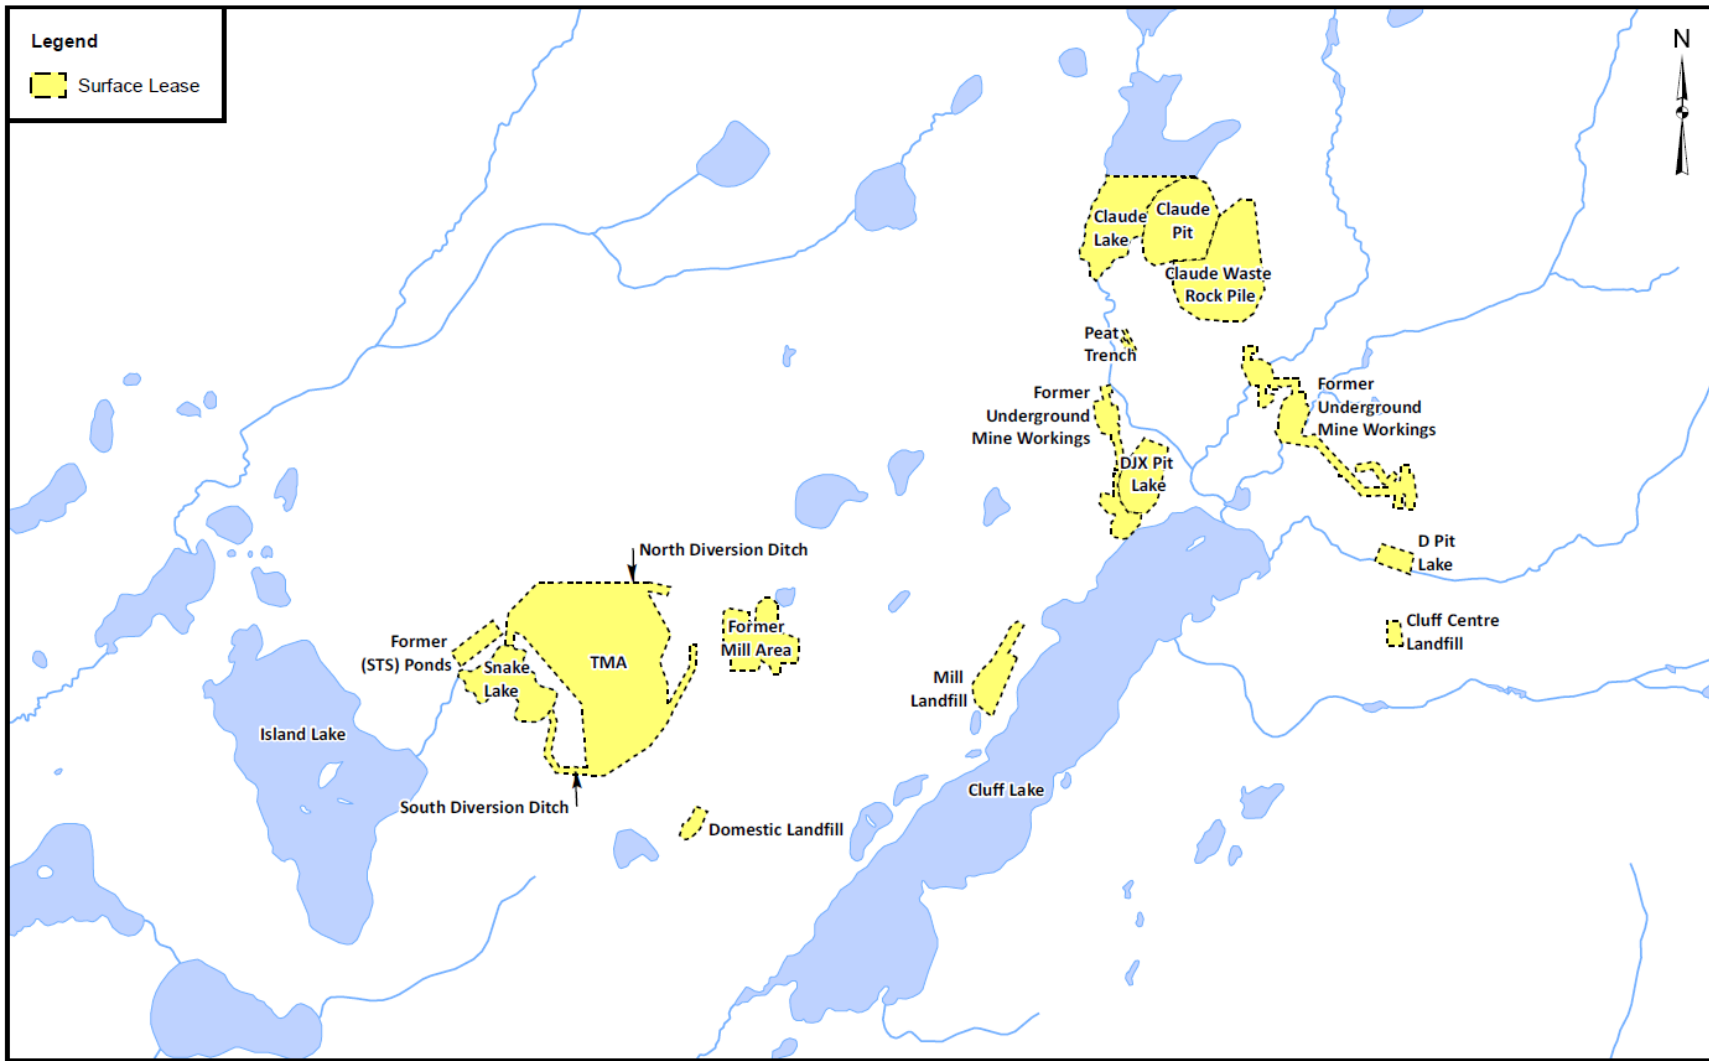 Legend
Surface Lease
N
Claude
Lake
Claude
Pit
Claude Waste
Rock Pile
Peat
Trench
Former
Underground
Mine Workings
Former
Underground
Mine Workings
DJX Pit
Lake
North Diversion Ditch
D Pit
Lake
Former
(STS) Ponds
Snake
Lake
TMA
Former
Mill Area
Cluff Centre
Landfill
Mill
Landfill
Island Lake
Cluff Lake
South Diversion Ditch
Domestic Landfill